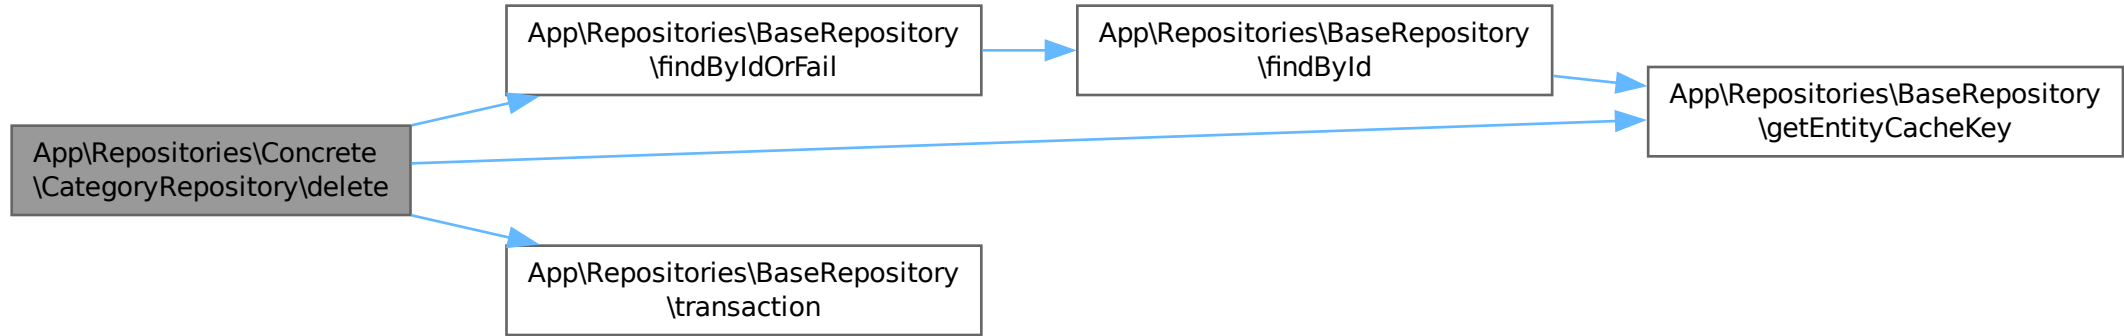 App\Repositories\Concrete
\CategoryRepository\delete
App\Repositories\BaseRepository
\findByIdOrFail
App\Repositories\BaseRepository
\findById
App\Repositories\BaseRepository
\getEntityCacheKey
App\Repositories\BaseRepository
\transaction